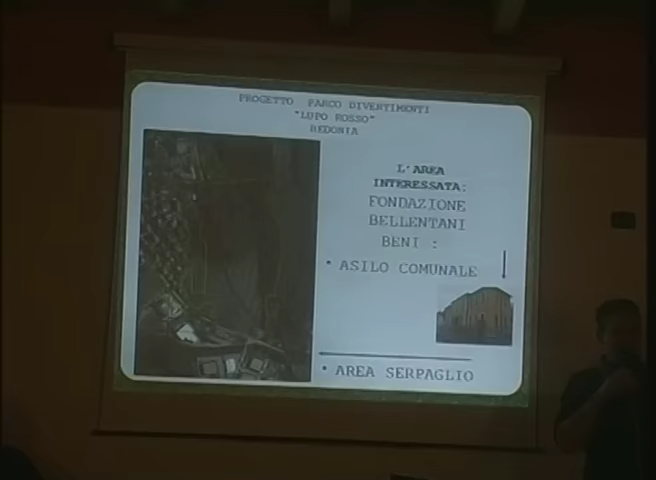 PROGETTO PARCO DIVERTIMENTI
"LUPO ROSSO"
REDONIA
L'AREA
INTERESSATA:
FONDAZIONE
BELLENTANI
BENI :
• ASILO COMUNALE
• AREA SERPAGLIO